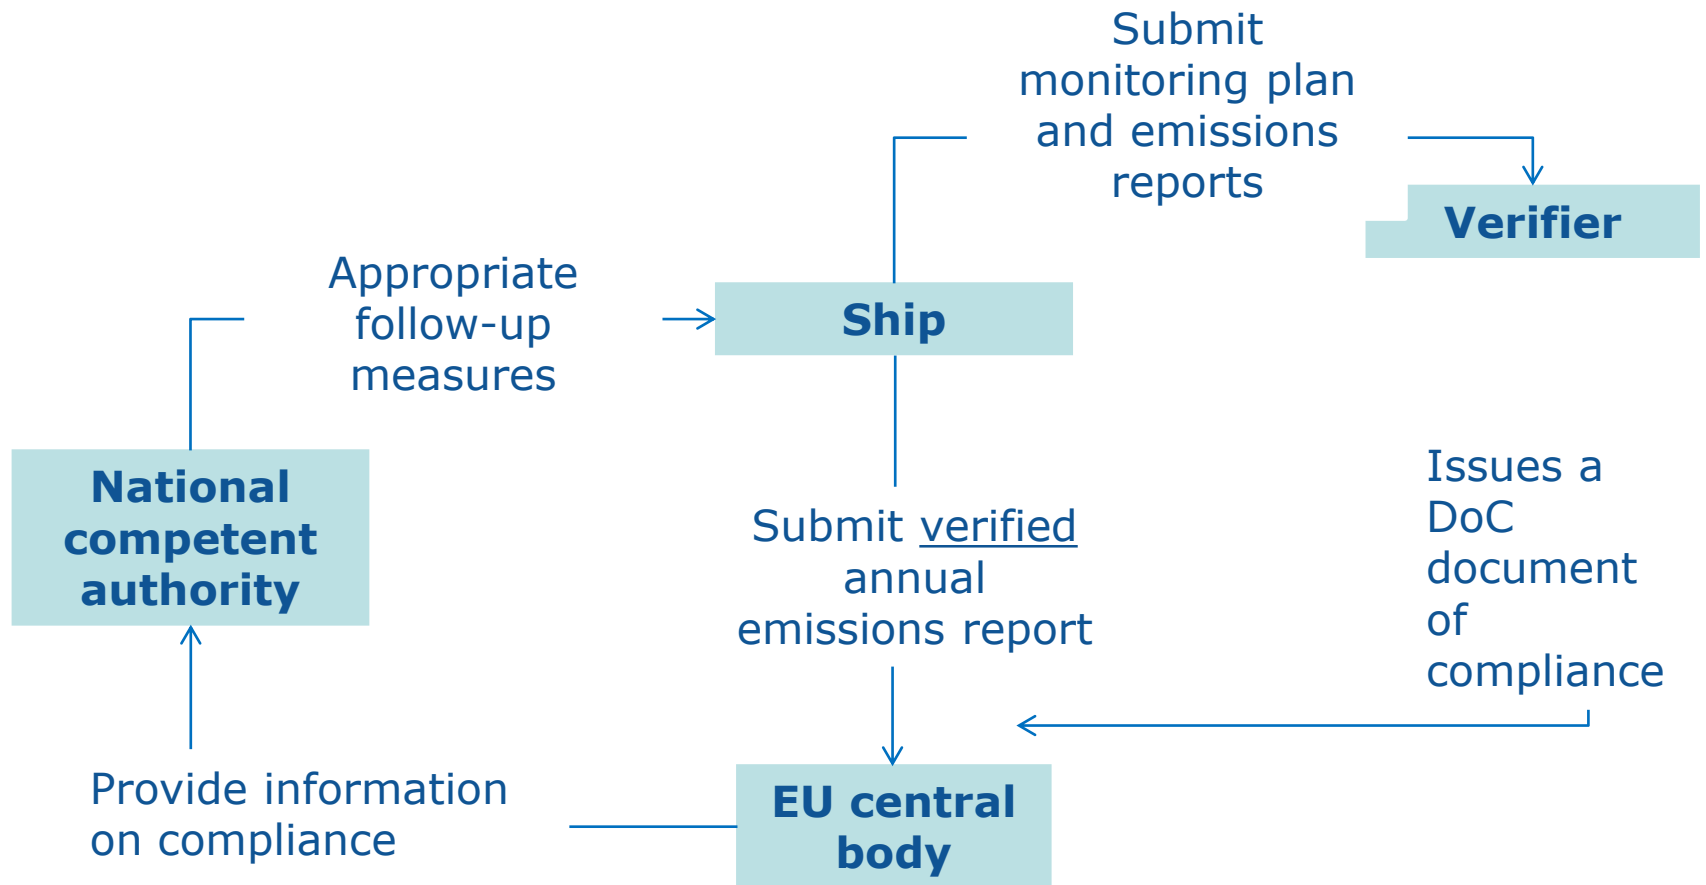 Submit
monitoring plan
and emissions
reports
Verifier
Appropriate
follow-up
measures
Ship
National
competent
authority
Submit verified
annual
emissions report
Issues a
DoC
document
of
compliance
Provide information
on compliance
EU central
body